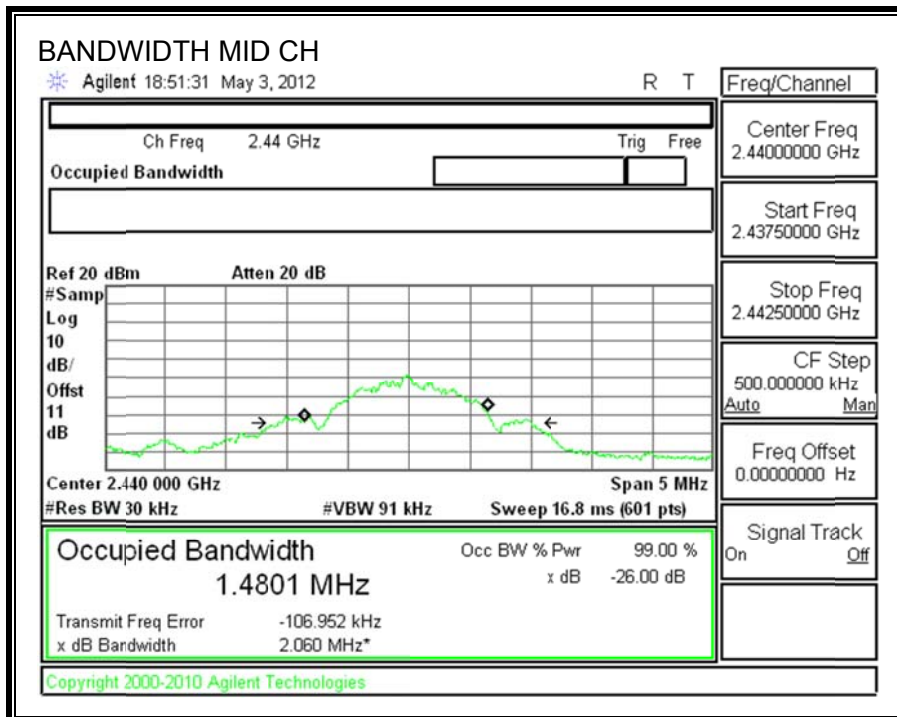 BANDWIDTH MID CH
Agilent 18:51:31 May 3, 2012 R T
Freq/Channel
Ch Freq 2.44 GHz Trig Free
Occupied Bandwidth
Center Freq
2.44000000 GHz
Start Freq
2.43750000 GHz
Stop Freq
2.44250000 GHz
CF Step
500.000000 kHz
Auto Man
Freq Offset
0.00000000 Hz
Signal Track
On Off
Ref 20 dBm Atten 20 dB
#Samp
Log
10
dB/
Offst
11
dB
Center 2.440 000 GHz Span 5 MHz
#Res BW 30 kHz #VBW 91 kHz Sweep 16.8 ms (601 pts)
Occupied Bandwidth Occ BW % Pwr 99.00 %
1.4801 MHz x dB -26.00 dB
Transmit Freq Error -106.952 kHz
x dB Bandwidth 2.060 MHz*
Copyright 2000-2010 Agilent Technologies